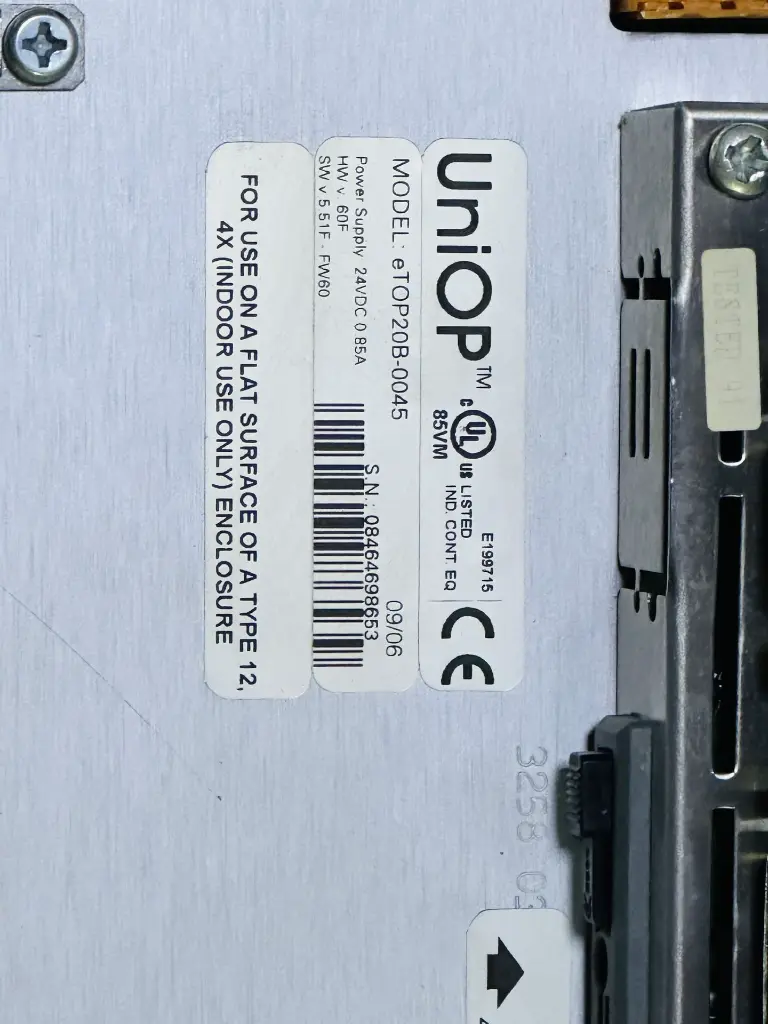 UniOP™
C UL US LISTED
85VM
IND. CONT. EQ
E199715
CE
MODEL: eTOP20B-0045
09/06
Power Supply 24VDC 0.85A
HW v. 60F
SW v 5.51F - FW60
S.N.: 08464698653
FOR USE ON A FLAT SURFACE OF A TYPE 12,
4X (INDOOR USE ONLY) ENCLOSURE
TESTED
3258